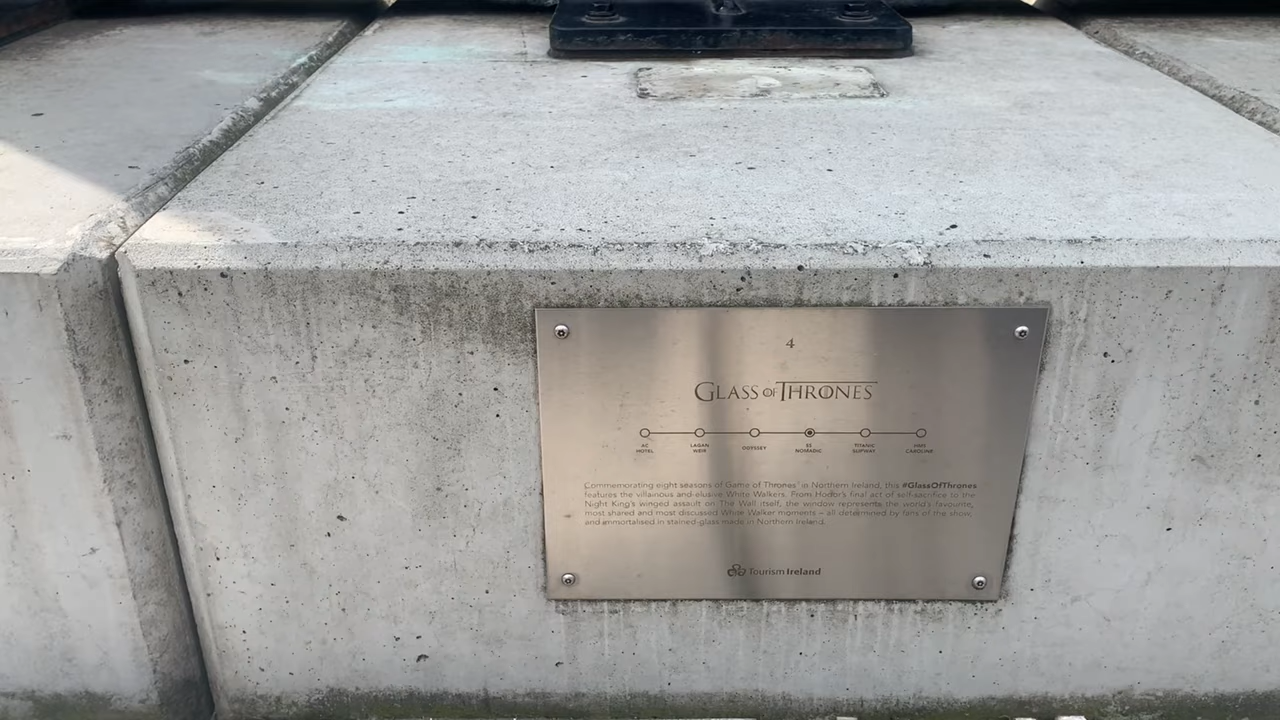 4
GLASS OF THRONES
AC HOTEL
LAGAN WEIR
ODYSSEY
SS NOMADIC
TITANIC SLIPWAY
HMS CAROLINE
Commemorating eight seasons of Game of Thrones® in Northern Ireland, this #GlassOfThrones
features the villainous and elusive White Walkers. From Hodor's final act of self-sacrifice to the
Night King's winged assault on The Wall itself, the window represents the world's favourite,
most shared and most discussed White Walker moments – all determined by fans of the show,
and immortalised in stained-glass made in Northern Ireland.
Tourism Ireland